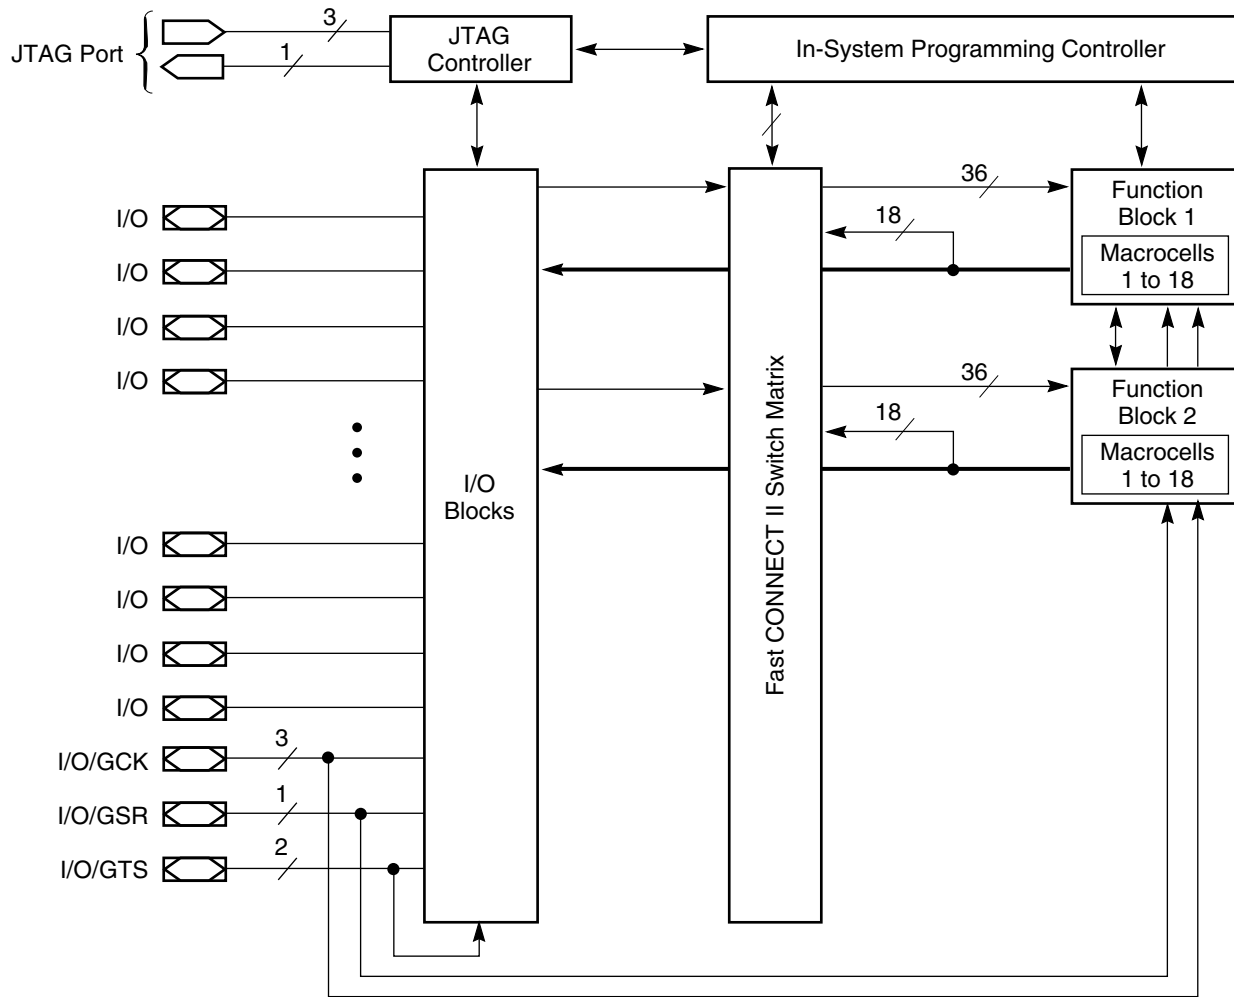 JTAG Port
3
1
JTAG
Controller
In-System Programming Controller
I/O
I/O
I/O
I/O
I/O
I/O
I/O
I/O
I/O/GCK
3
I/O/GSR
1
I/O/GTS
2
I/O
Blocks
Fast CONNECT II Switch Matrix
36
18
Function
Block 1
Macrocells
1 to 18
36
18
Function
Block 2
Macrocells
1 to 18